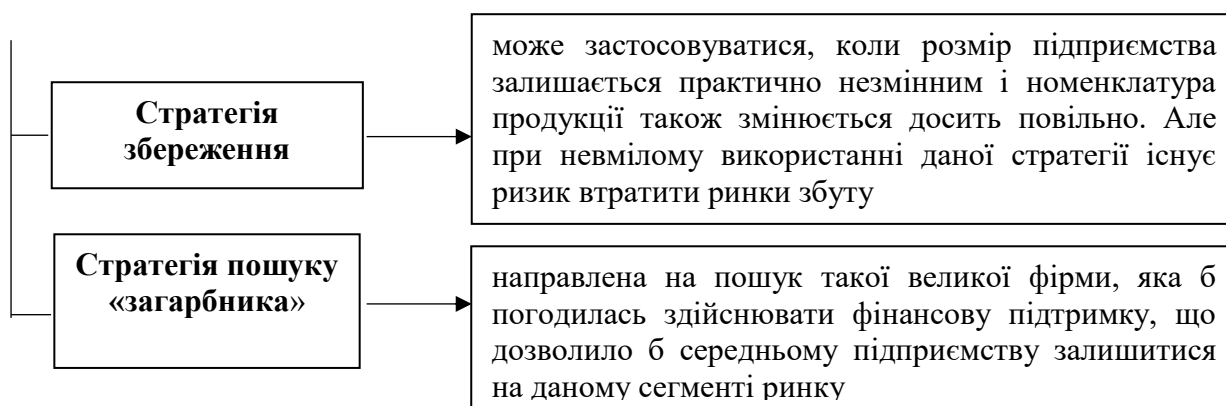 Стратегія
збереження
може застосовуватися, коли розмір підприємства
залишається практично незмінним і номенклатура
продукції також змінюється досить повільно. Але
при невмілому використанні даної стратегії існує
ризик втратити ринки збуту
Стратегія пошуку
«загарбника»
направлена на пошук такої великої фірми, яка б
погодилась здійснювати фінансову підтримку, що
дозволило б середньому підприємству залишитися
на даному сегменті ринку